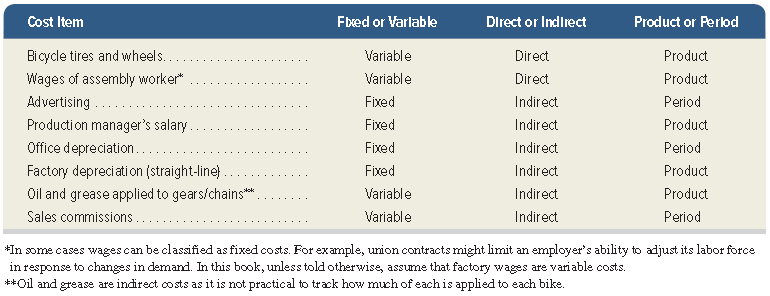 Cost Item Fixed or Variable Direct or Indirect Product or Period
Bicycle tires and wheels. . . . . . . . . . . . . . . . . . . . . . . Variable Direct Product
Wages of assembly worker* . . . . . . . . . . . . . . . . . . . Variable Direct Product
Advertising . . . . . . . . . . . . . . . . . . . . . . . . . . . . . . . . . Fixed Indirect Period
Production manager's salary. . . . . . . . . . . . . . . . . . . Fixed Indirect Product
Office depreciation. . . . . . . . . . . . . . . . . . . . . . . . . . . Fixed Indirect Period
Factory depreciation (straight-line) . . . . . . . . . . . . . Fixed Indirect Product
Oil and grease applied to gears/chains**. . . . . . . . Variable Indirect Product
Sales commissions . . . . . . . . . . . . . . . . . . . . . . . . . . Variable Indirect Period
*In some cases wages can be classified as fixed costs. For example, union contracts might limit an employer's ability to adjust its labor force
in response to changes in demand. In this book, unless told otherwise, assume that factory wages are variable costs.
**Oil and grease are indirect costs as it is not practical to track how much of each is applied to each bike.